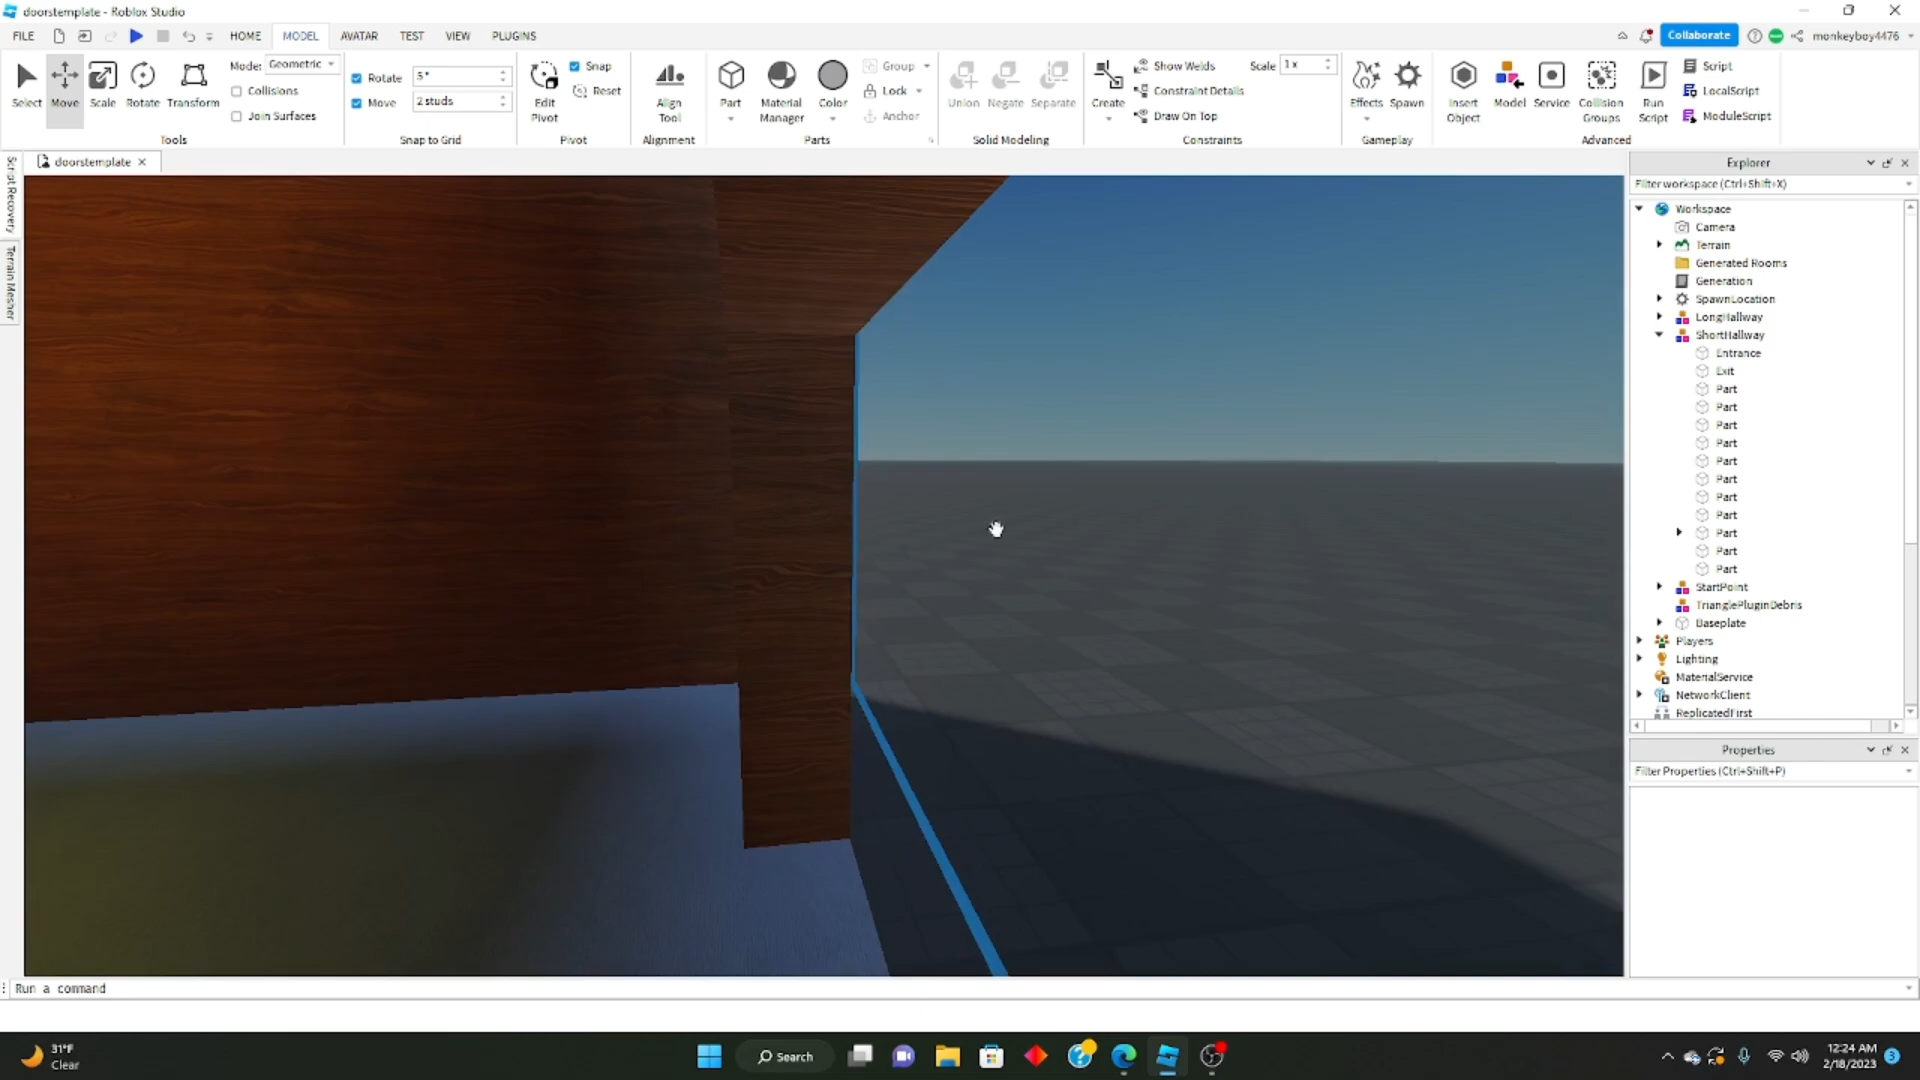 doorstemplate - Roblox Studio
FILE HOME MODEL AVATAR TEST VIEW PLUGINS Collaborate monkeyboy4476
Select Move Scale Rotate Transform
Mode: Geometric
Collisions
Join Surfaces
Tools
Rotate 5°
Move 2 studs
Snap to Grid
Edit Pivot
Snap
Reset
Pivot
Align Tool
Alignment
Part
Material Manager
Color
Group
Lock
Anchor
Parts
Union Negate Separate
Solid Modeling
Create
Show Welds
Constraint Details
Draw On Top
Scale 1 x
Constraints
Effects Spawn
Gameplay
Insert Object
Model
Service
Collision Groups
Run Script
Script
LocalScript
ModuleScript
Advanced
Script Recovery
Terrain Mesher
doorstemplate
Explorer
Filter workspace (Ctrl+Shift+X)
Workspace
Camera
Terrain
Generated Rooms
Generation
SpawnLocation
LongHallway
ShortHallway
Entrance
Exit
Part
Part
Part
Part
Part
Part
Part
Part
Part
Part
Part
StartPoint
TrianglePluginDebris
Baseplate
Players
Lighting
MaterialService
NetworkClient
ReplicatedFirst
Properties
Filter Properties (Ctrl+Shift+P)
Run a command
31°F
Clear
Search
12:24 AM
2/18/2023
3